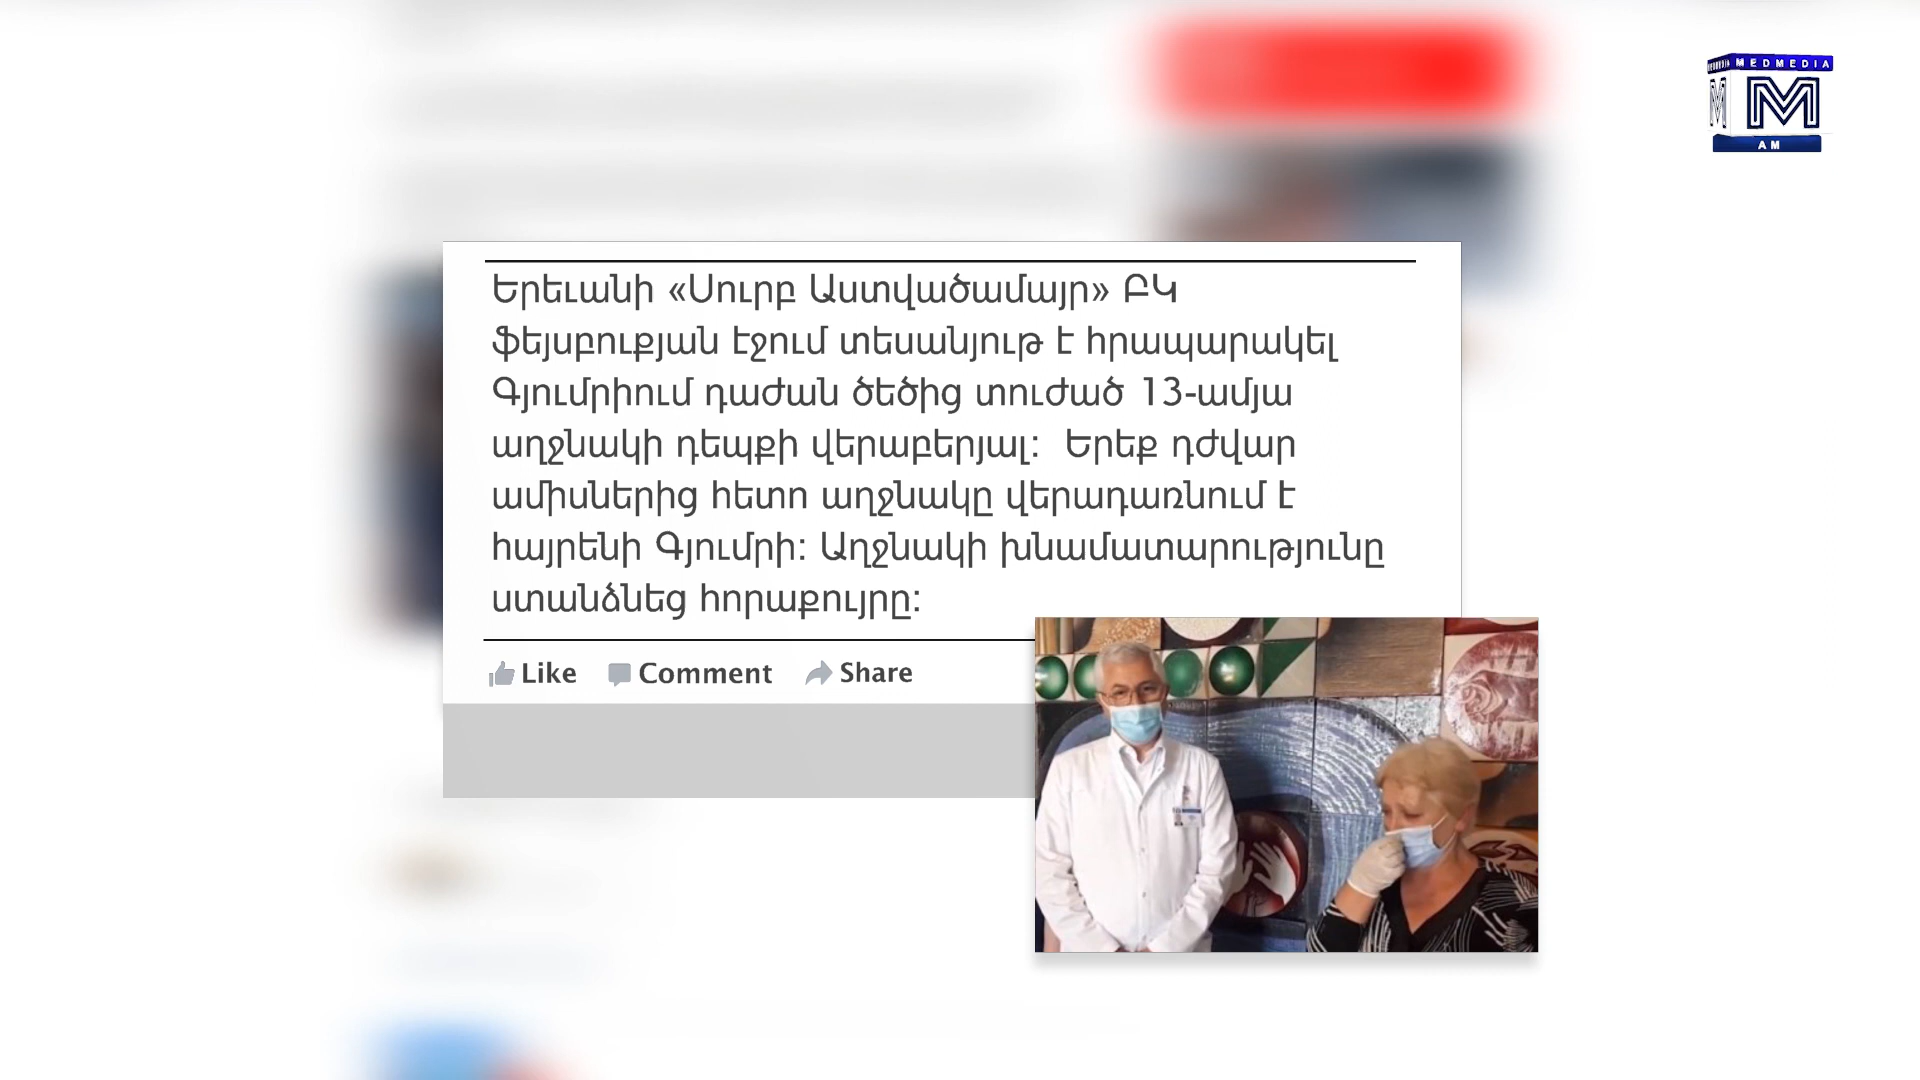 MEDMEDIA
M
AM
Երեւանի «Սուրբ Աստվածամայր» ԲԿ
ֆեյսբուքյան էջում տեսանյութ է հրապարակել
Գյումրիում դաժան ծեծից տուժած 13-ամյա
աղջնակի դեպքի վերաբերյալ: Երեք դժվար
ամիսներից հետո աղջնակը վերադառնում է
հայրենի Գյումրի: Աղջնակի խնամատարությունը
ստանձնեց հորաքույրը:
Like Comment Share